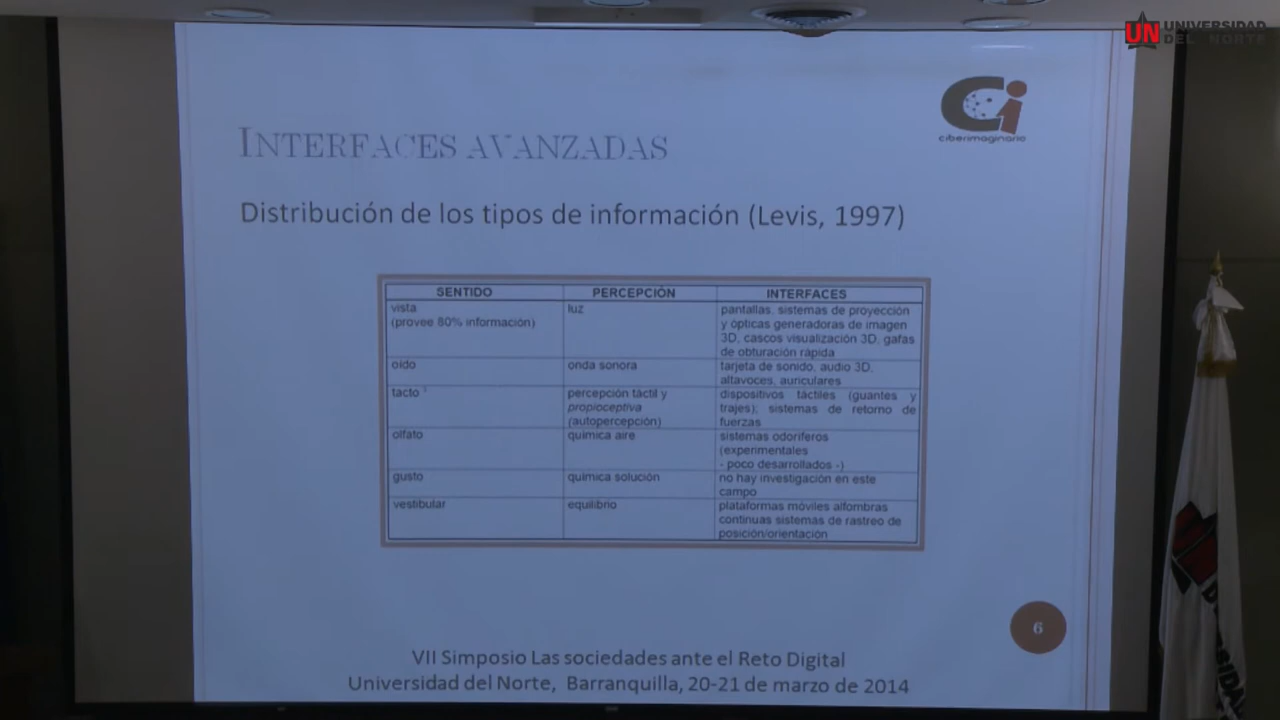 UN UNIVERSIDAD
DEL NORTE
Ci
ciberimaginario
INTERFACES AVANZADAS
Distribución de los tipos de información (Levis, 1997)
SENTIDO PERCEPCIÓN INTERFACES
vista
(provee 80% información)
luz
pantallas, sistemas de proyección
y ópticas generadoras de imagen
3D, cascos visualización 3D, gafas
de obturación rápida
oído
onda sonora
tarjeta de sonido, audio 3D,
altavoces, auriculares
tacto
percepción táctil y
propioceptiva
(autopercepción)
dispositivos táctiles (guantes y
trajes); sistemas de retorno de
fuerzas
olfato
química aire
sistemas odoríferos
(experimentales
- poco desarrollados -)
gusto
química solución
no hay investigación en este
campo
vestibular
equilibrio
plataformas móviles alfombras
continuas sistemas de rastreo de
posición/orientación
6
VII Simposio Las sociedades ante el Reto Digital
Universidad del Norte, Barranquilla, 20-21 de marzo de 2014